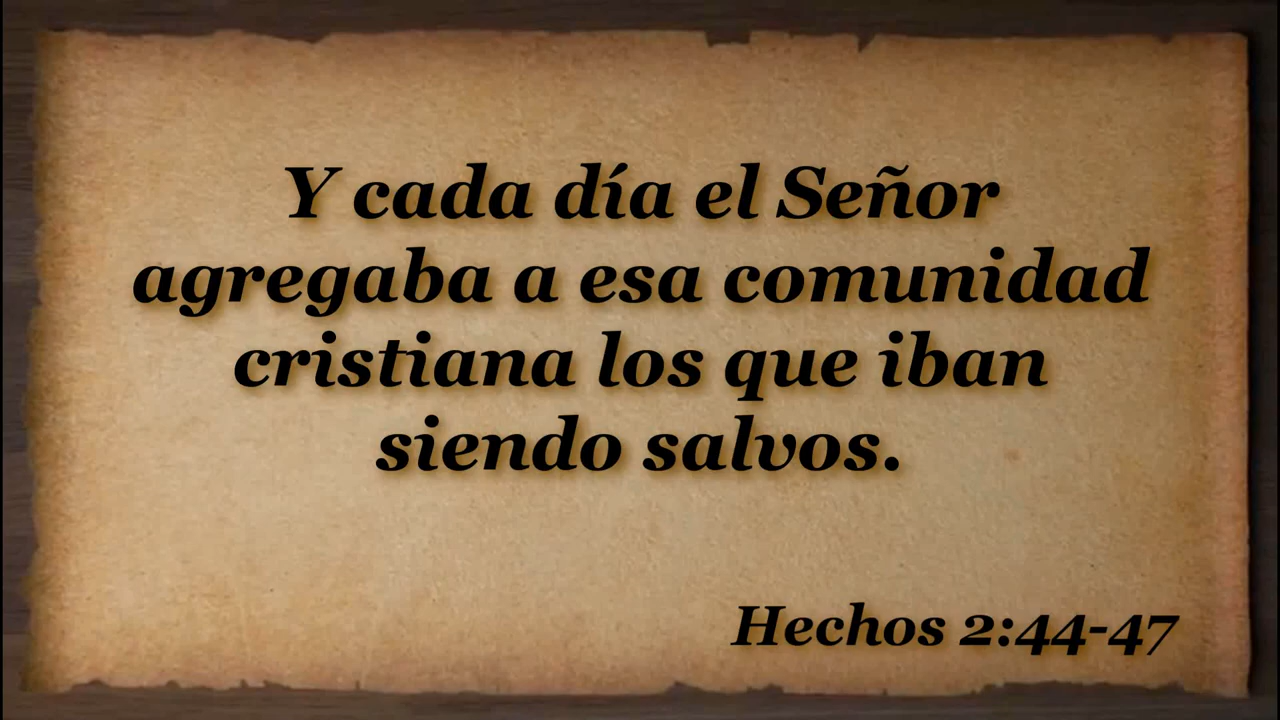 Y cada día el Señor
agregaba a esa comunidad
cristiana los que iban
siendo salvos.
Hechos 2:44-47